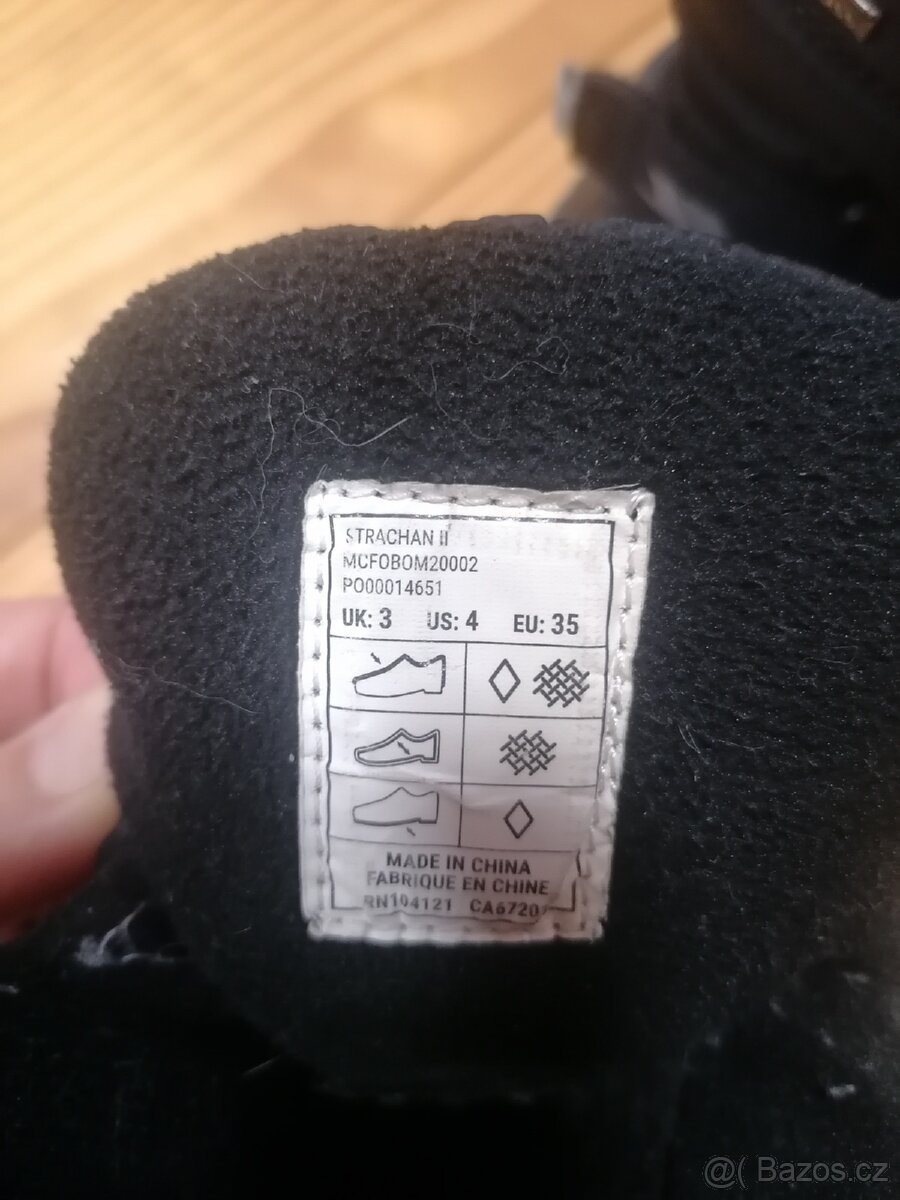 STRACHAN II
MCFOBOM20002
PO00014651
UK: 3 US: 4 EU: 35
MADE IN CHINA
FABRIQUE EN CHINE
RN104121
@( Bazos.cz